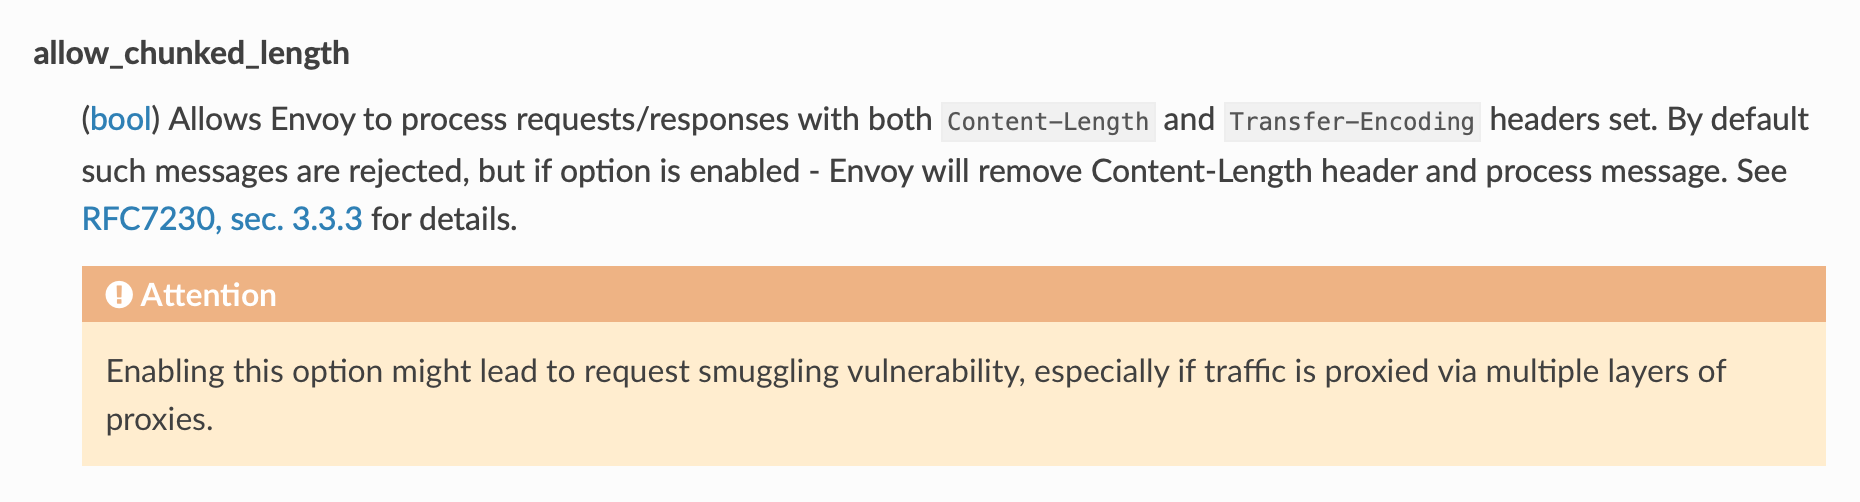 allow_chunked_length
(bool) Allows Envoy to process requests/responses with both Content-Length and Transfer-Encoding headers set. By default
such messages are rejected, but if option is enabled - Envoy will remove Content-Length header and process message. See
RFC7230, sec. 3.3.3 for details.
Attention
Enabling this option might lead to request smuggling vulnerability, especially if traffic is proxied via multiple layers of
proxies.